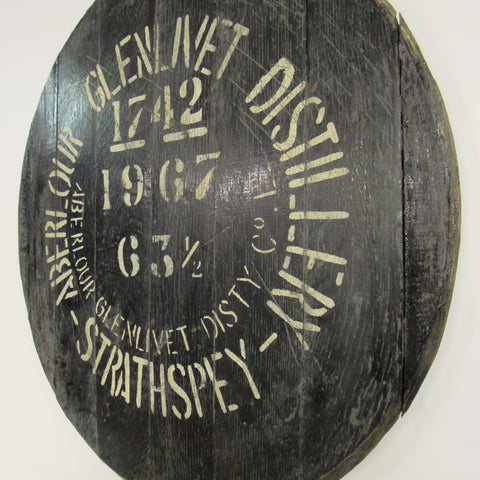 ABERLOUR GLENLIVET DISTILLERY
1742
1967
63½
ABERLOUR GLENLIVET DISTY Co.
- STRATHSPEY -